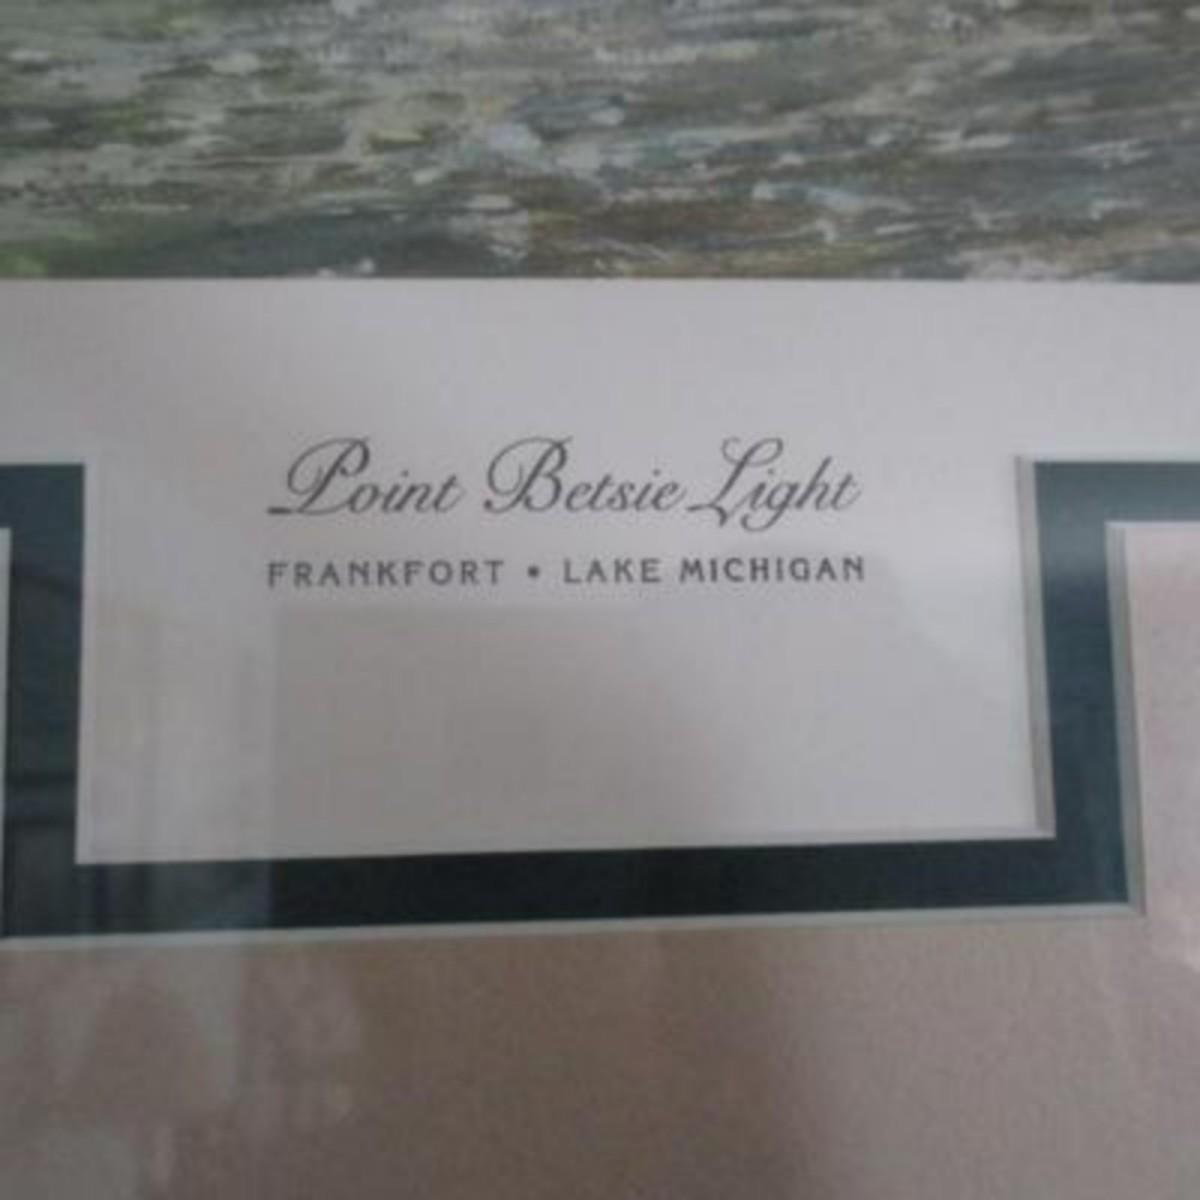 Point Betsie Light
FRANKFORT • LAKE MICHIGAN